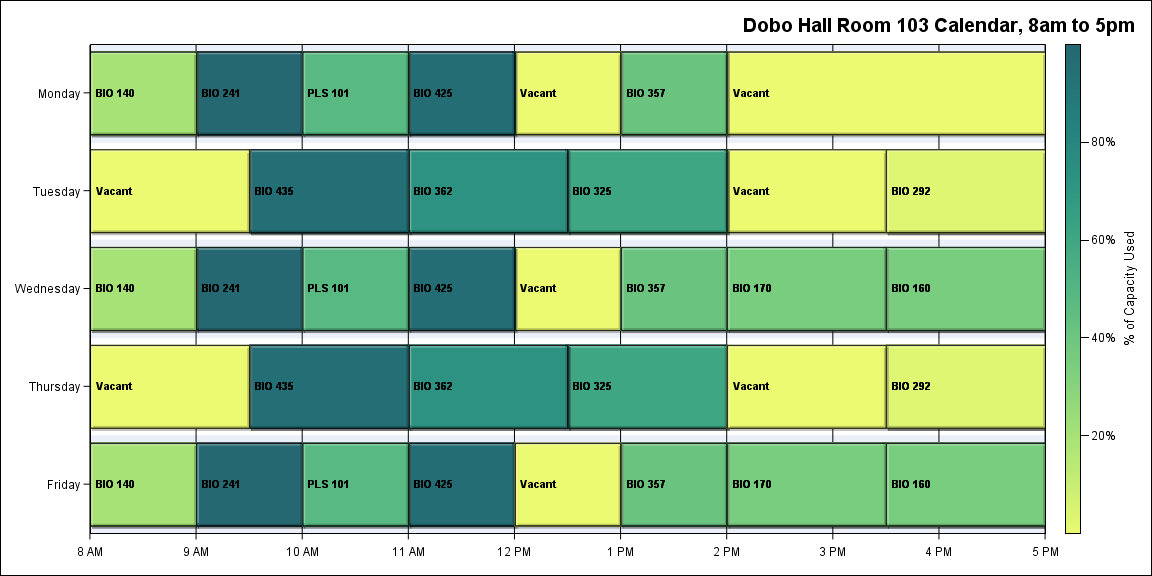 Dobo Hall Room 103 Calendar, 8am to 5pm
Monday
BIO 140
BIO 241
PLS 101
BIO 425
Vacant
BIO 357
Vacant
Tuesday
Vacant
BIO 435
BIO 362
BIO 325
Vacant
BIO 292
Wednesday
BIO 140
BIO 241
PLS 101
BIO 425
Vacant
BIO 357
BIO 170
BIO 160
Thursday
Vacant
BIO 435
BIO 362
BIO 325
Vacant
BIO 292
Friday
BIO 140
BIO 241
PLS 101
BIO 425
Vacant
BIO 357
BIO 170
BIO 160
8 AM
9 AM
10 AM
11 AM
12 PM
1 PM
2 PM
3 PM
4 PM
5 PM
80%
60%
40%
20%
% of Capacity Used